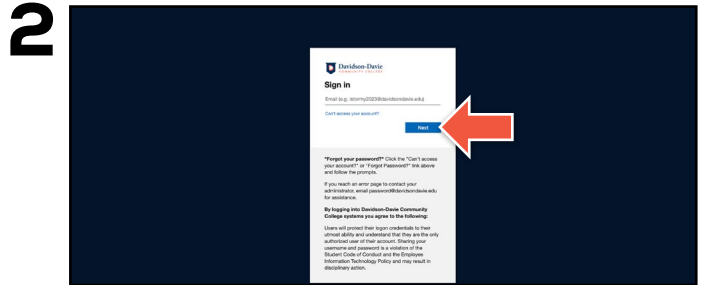 2
Davidson-Davie
COMMUNITY COLLEGE
Sign in
Email (e.g. istormy2023@davidsondavie.edu)
Can't access your account?
Next
"Forgot your password?" Click the "Can't access
your account?" or "Forgot Password?" link above
and follow the prompts.
If you reach an error page to contact your
administrator, email password@davidsondavie.edu
for assistance.
By logging into Davidson-Davie Community
College systems you agree to the following:
Users will protect their logon credentials to their
utmost ability and understand that they are the only
authorized user of their account. Sharing your
username and password is a violation of the
Student Code of Conduct and the Employee
Information Technology Policy and may result in
disciplinary action.